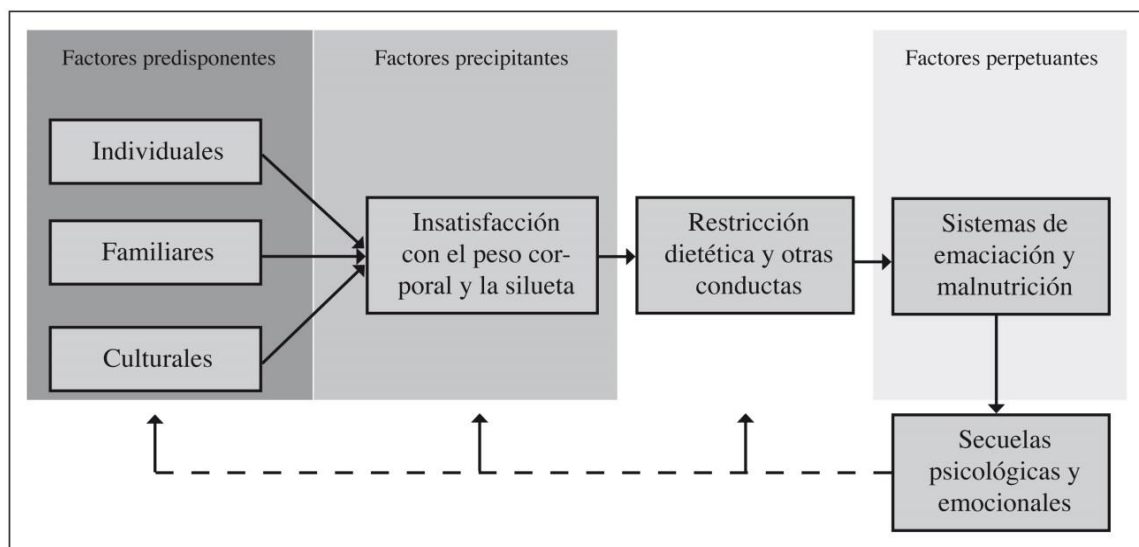 Factores predisponentes
Factores precipitantes
Factores perpetuantes
Individuales
Familiares
Culturales
Insatisfacción
con el peso cor-
poral y la silueta
Restricción
dietética y otras
conductas
Sistemas de
emaciación y
malnutrición
Secuelas
psicológicas y
emocionales